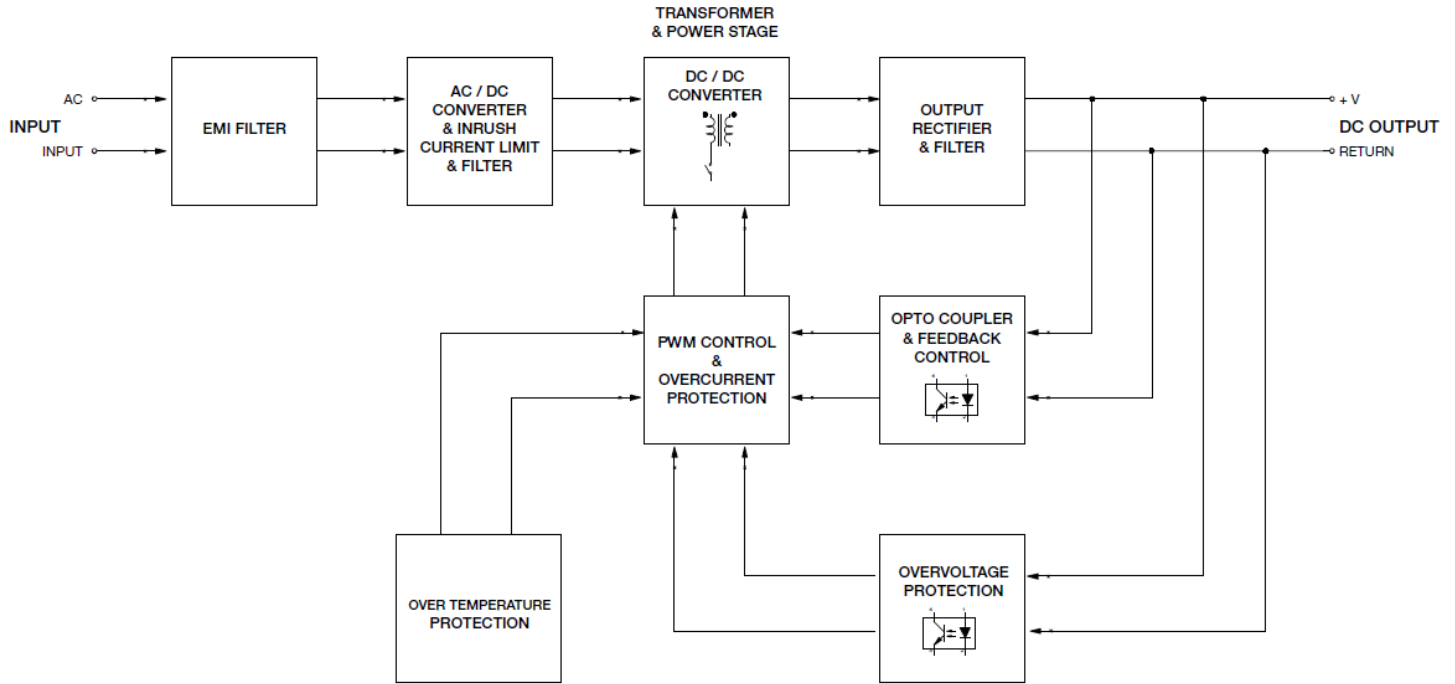 TRANSFORMER
& POWER STAGE
INPUT
AC
INPUT
EMI FILTER
AC / DC
CONVERTER
& INRUSH
CURRENT LIMIT
& FILTER
DC / DC
CONVERTER
OUTPUT
RECTIFIER
& FILTER
+ V
DC OUTPUT
RETURN
PWM CONTROL
&
OVERCURRENT
PROTECTION
OPTO COUPLER
& FEEDBACK
CONTROL
OVER TEMPERATURE
PROTECTION
OVERVOLTAGE
PROTECTION